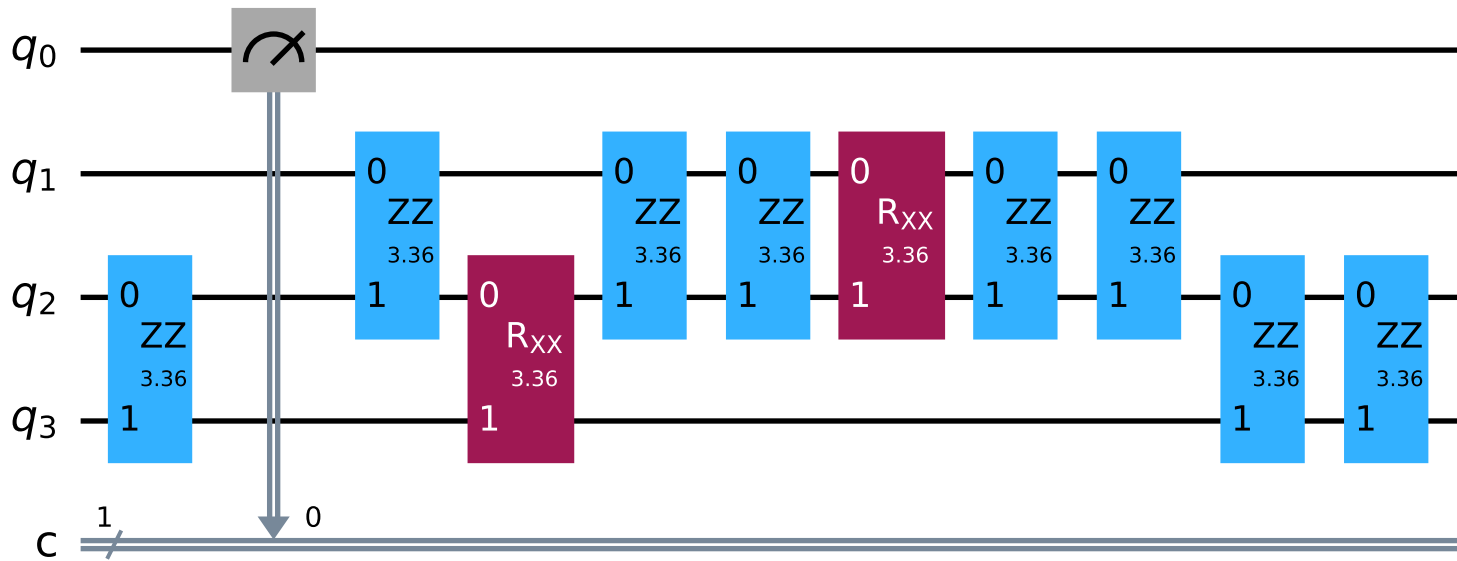 q0
q1
0 0 0 0 0 0
ZZ ZZ ZZ RXX ZZ ZZ
3.36 3.36 3.36 3.36 3.36 3.36
q2
0 1 0 1 1 1 1 1 0 0
ZZ RXX ZZ ZZ
3.36 3.36 3.36 3.36
q3
1 1 1 1
1 0
c